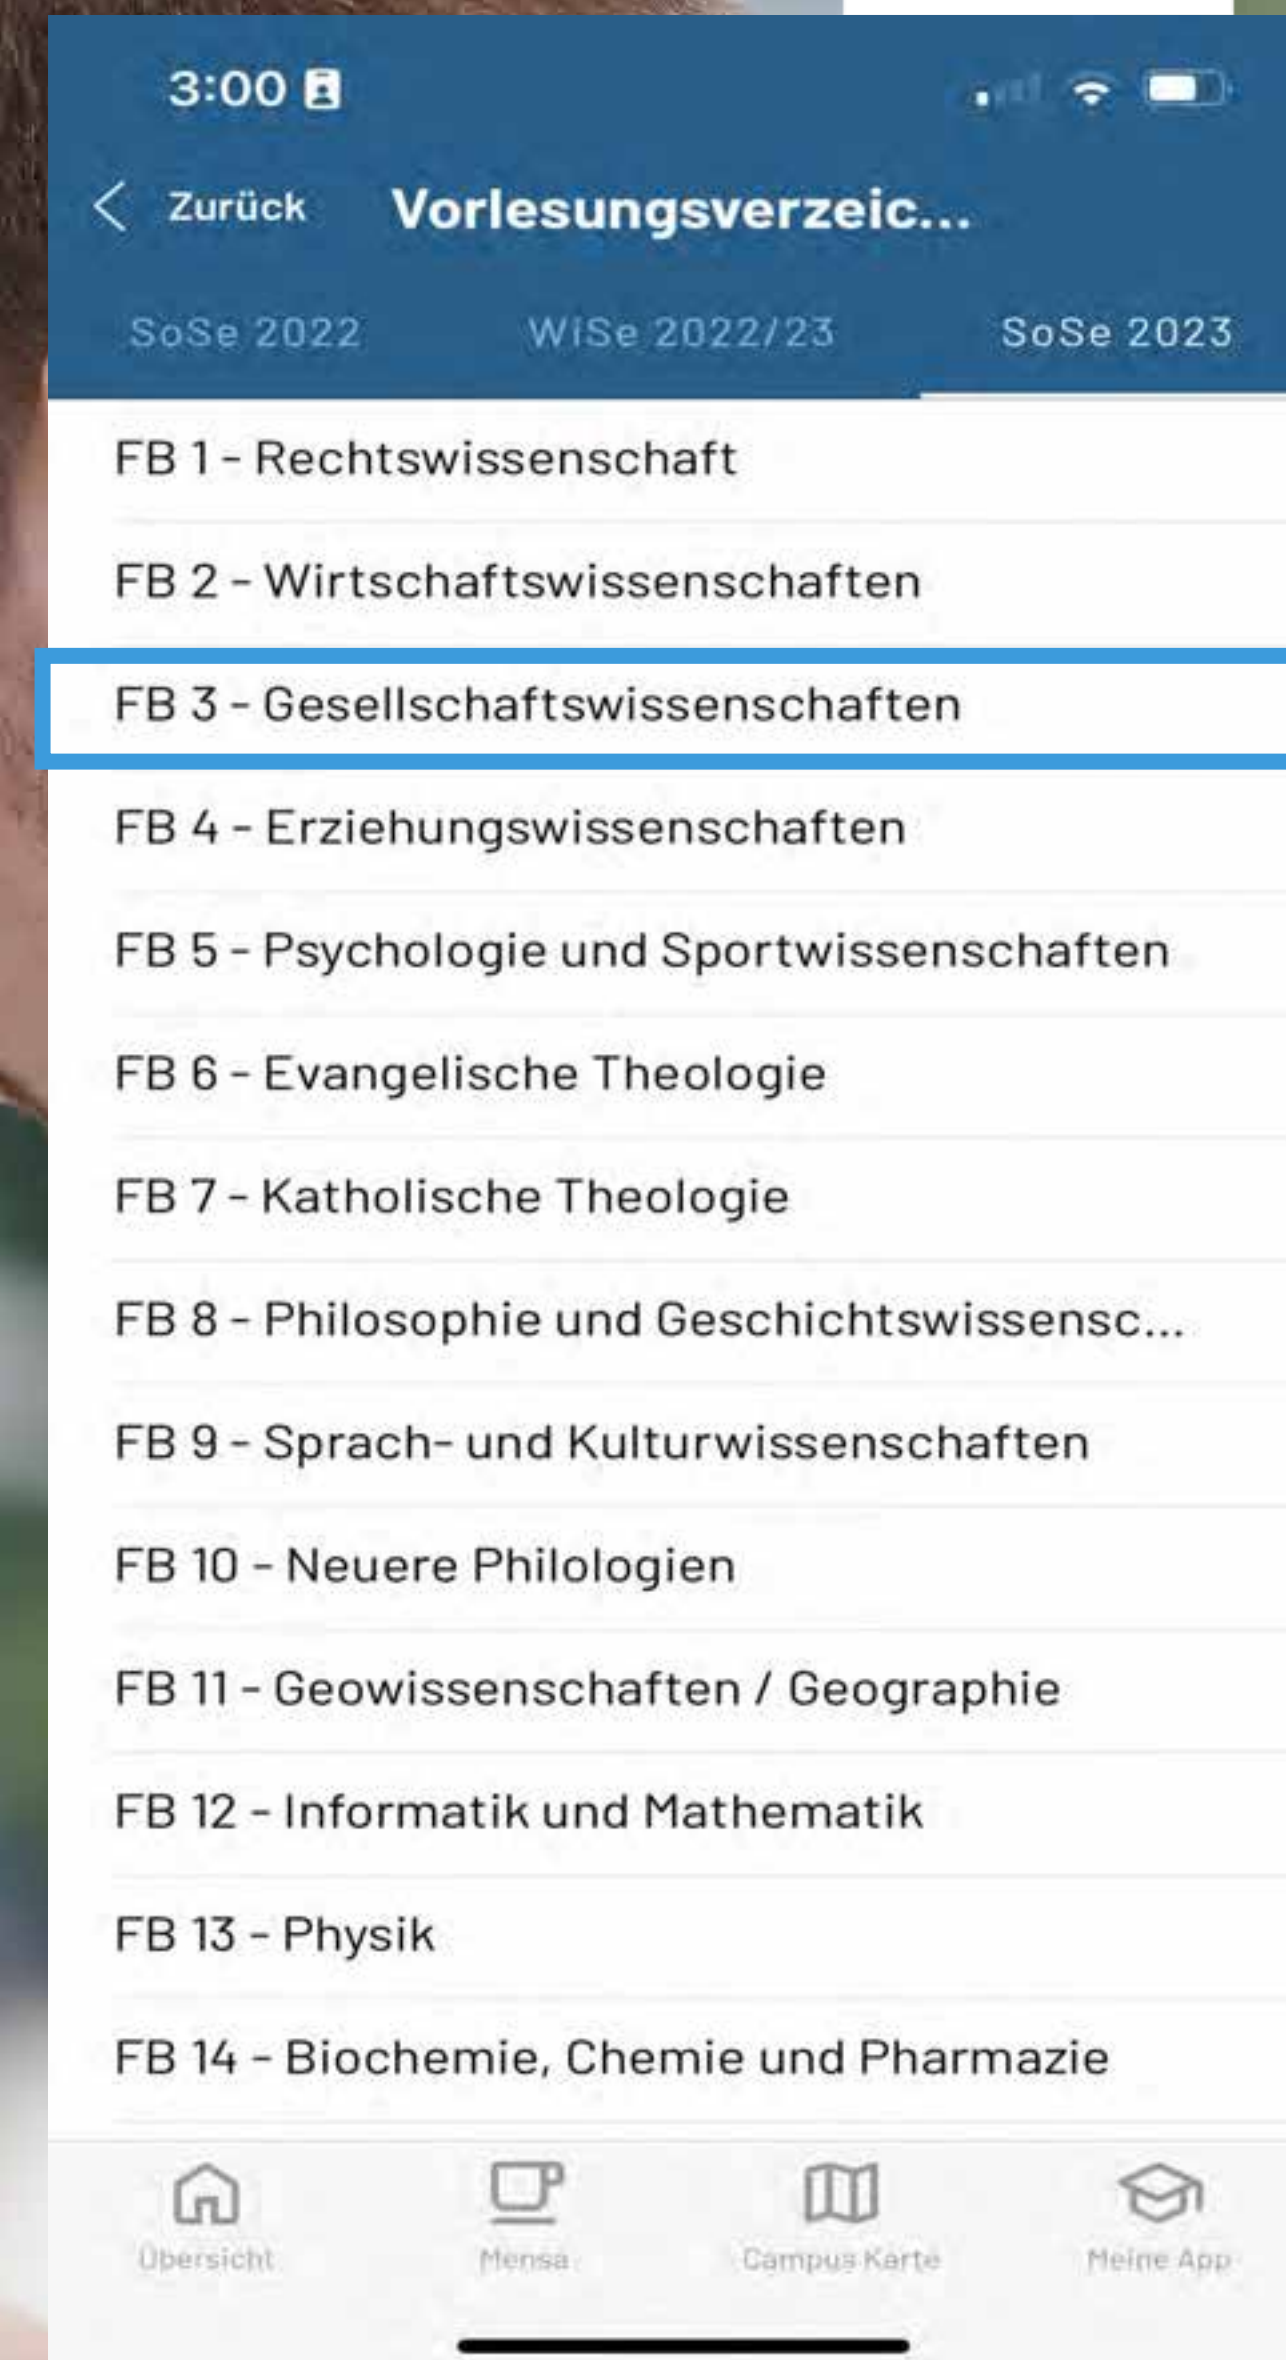 3:00
Zurück
Vorlesungsverzeic...
SoSe 2022
WiSe 2022/23
SoSe 2023
FB 1 - Rechtswissenschaft
FB 2 - Wirtschaftswissenschaften
FB 3 - Gesellschaftswissenschaften
FB 4 - Erziehungswissenschaften
FB 5 - Psychologie und Sportwissenschaften
FB 6 - Evangelische Theologie
FB 7 - Katholische Theologie
FB 8 - Philosophie und Geschichtswissensc...
FB 9 - Sprach- und Kulturwissenschaften
FB 10 - Neuere Philologien
FB 11 - Geowissenschaften / Geographie
FB 12 - Informatik und Mathematik
FB 13 - Physik
FB 14 - Biochemie, Chemie und Pharmazie
Übersicht
Mensa
Campus Karte
Meine App